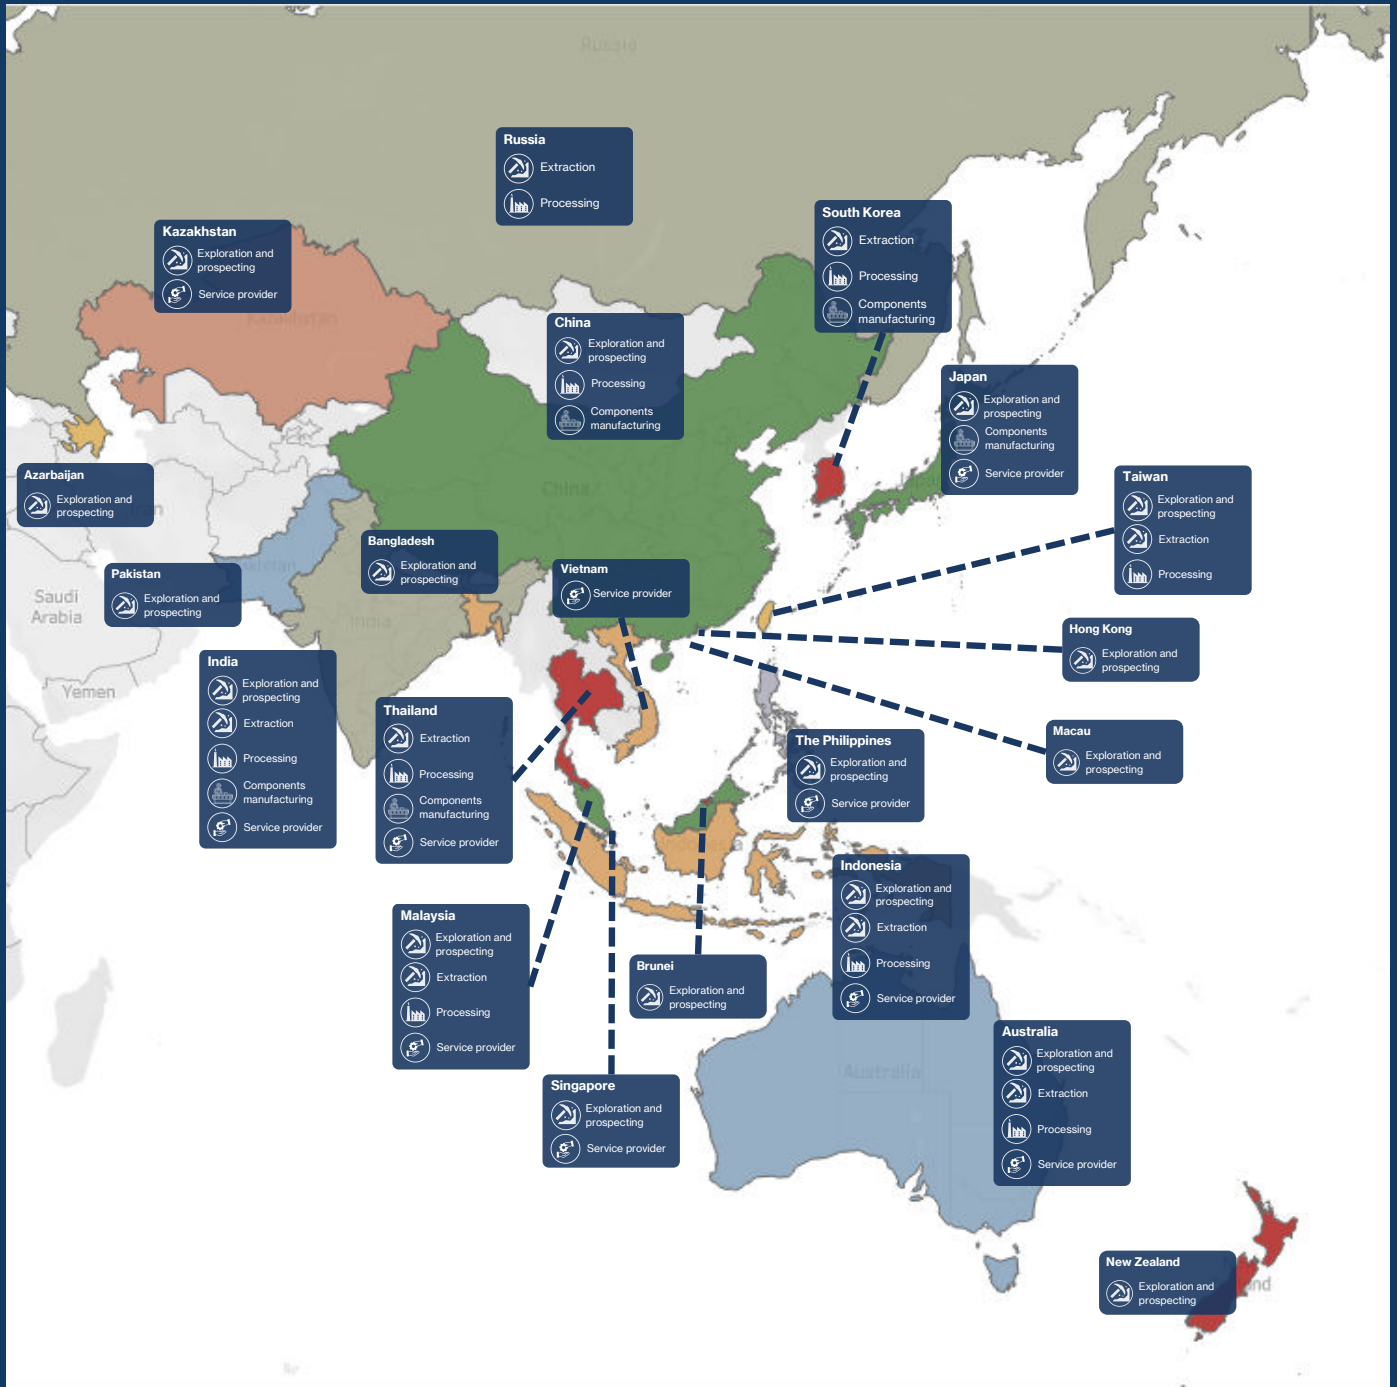 Russia
Russia
Extraction
Processing
South Korea
Extraction
Processing
Components
manufacturing
Kazakhstan
Exploration and
prospecting
Service provider
Kazakhstan
China
Exploration and
prospecting
Processing
Components
manufacturing
Japan
Exploration and
prospecting
Components
manufacturing
Service provider
Azarbaijan
Exploration and
prospecting
Iran
China
Taiwan
Exploration and
prospecting
Extraction
Processing
Bangladesh
Exploration and
prospecting
Vietnam
Service provider
Pakistan
Exploration and
prospecting
Saudi
Arabia
India
Hong Kong
Exploration and
prospecting
Yemen
India
Exploration and
prospecting
Extraction
Processing
Components
manufacturing
Service provider
Thailand
Extraction
Processing
Components
manufacturing
Service provider
The Philippines
Exploration and
prospecting
Service provider
Macau
Exploration and
prospecting
Indonesia
Exploration and
prospecting
Extraction
Processing
Service provider
Malaysia
Exploration and
prospecting
Extraction
Processing
Service provider
Brunei
Exploration and
prospecting
Singapore
Exploration and
prospecting
Service provider
Australia
Australia
Exploration and
prospecting
Extraction
Processing
Service provider
New Zealand
Exploration and
prospecting